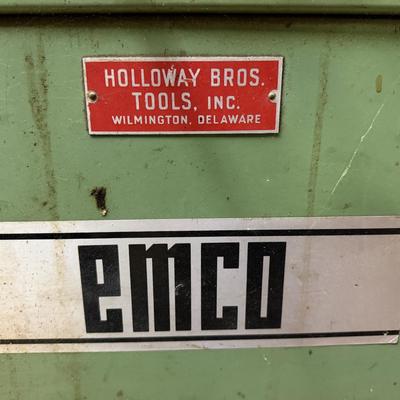 HOLLOWAY BROS.
TOOLS, INC.
WILMINGTON, DELAWARE
emco